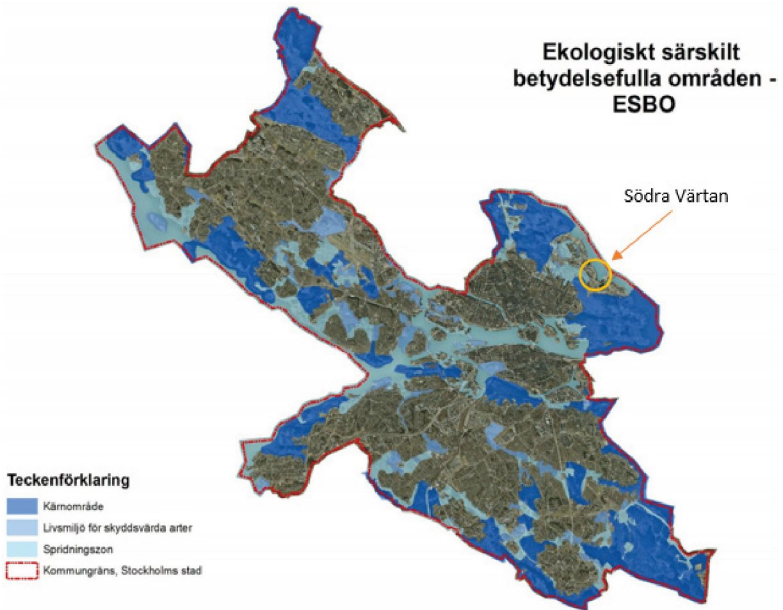 Ekologiskt särskilt
betydelsefulla områden -
ESBO
Södra Värtan
Teckenförklaring
Kärnområde
Livsmiljö för skyddsvärda arter
Spridningszon
Kommungräns, Stockholms stad